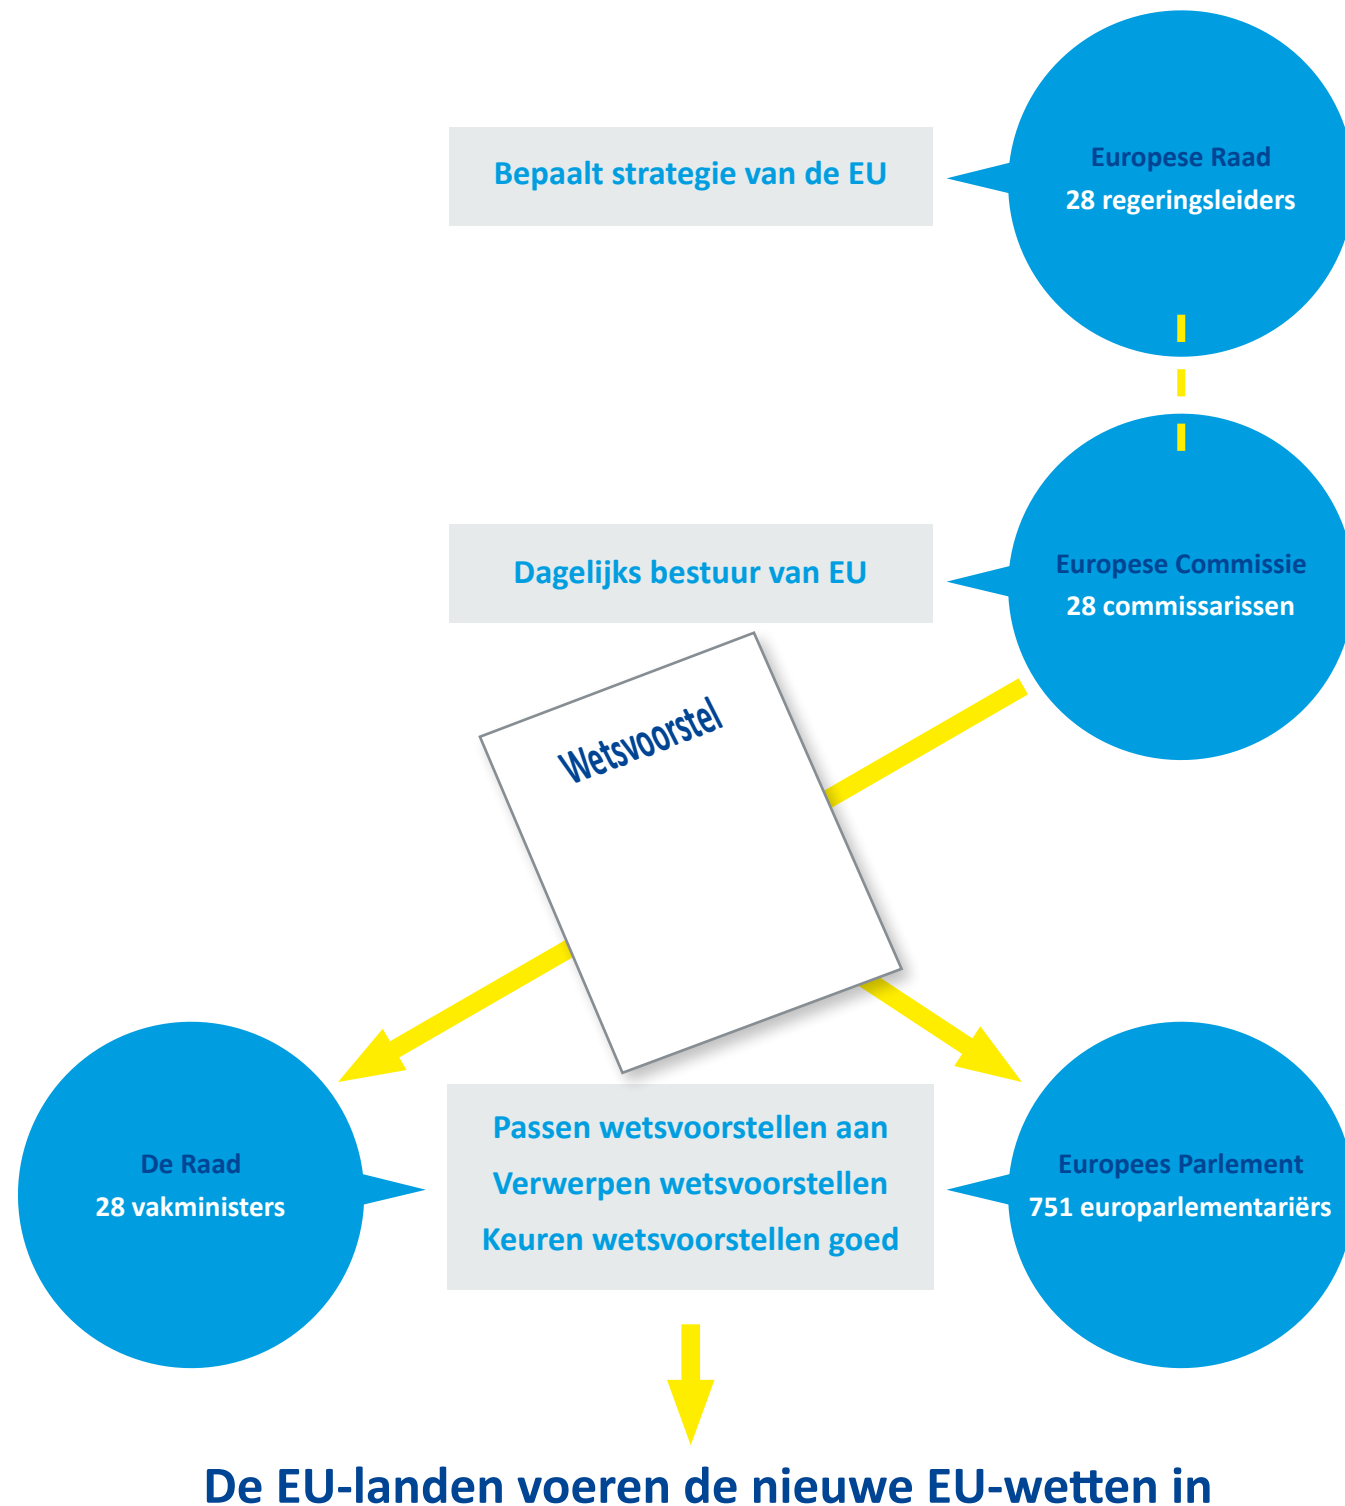 Bepaalt strategie van de EU
Europese Raad
28 regeringsleiders
Dagelijks bestuur van EU
Europese Commissie
28 commissarissen
Wetsvoorstel
De Raad
28 vakministers
Passen wetsvoorstellen aan
Verwerpen wetsvoorstellen
Keuren wetsvoorstellen goed
Europees Parlement
751 europarlementariërs
De EU-landen voeren de nieuwe EU-wetten in